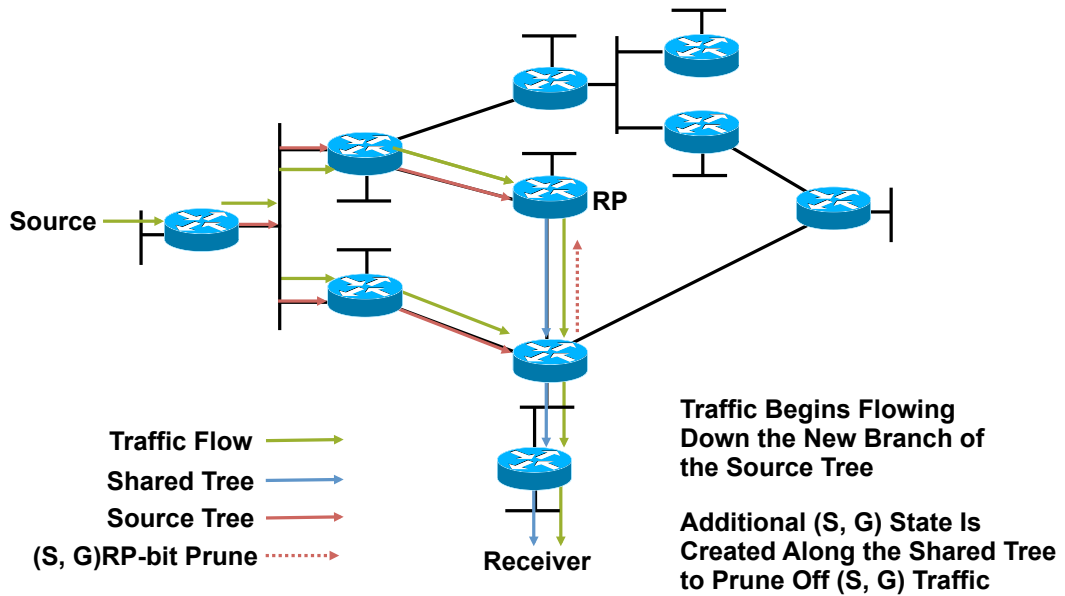 RP
Source
Traffic Flow
Shared Tree
Source Tree
(S, G)RP-bit Prune
Receiver
Traffic Begins Flowing
Down the New Branch of
the Source Tree
Additional (S, G) State Is
Created Along the Shared Tree
to Prune Off (S, G) Traffic